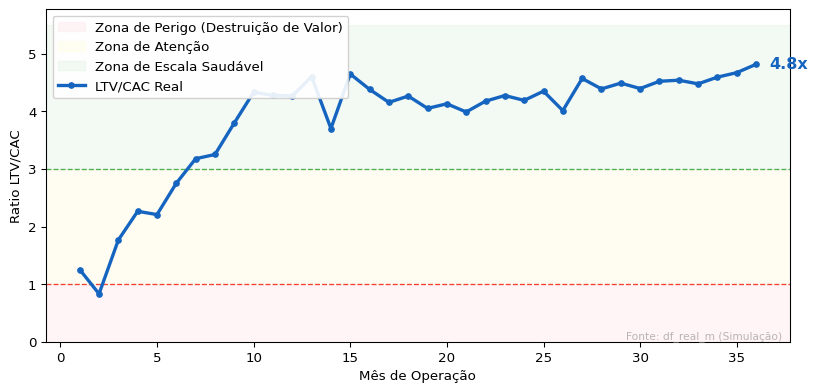 Zona de Perigo (Destruição de Valor)
Zona de Atenção
Zona de Escala Saudável
LTV/CAC Real
4.8x
Ratio LTV/CAC
5
4
3
2
1
0
Fonte: df_real_m (Simulação)
0 5 10 15 20 25 30 35
Mês de Operação